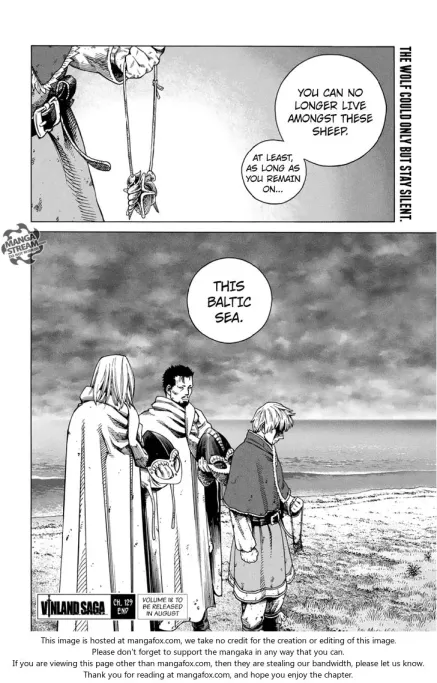 YOU CAN NO
LONGER LIVE
AMONGST THESE
SHEEP.
AT LEAST,
AS LONG AS
YOU REMAIN
ON...
THE WOLF COULD ONLY BUT STAY SILENT.
MANGA
STREAM
THIS
BALTIC
SEA.
VINLAND SAGA
CH. 129
END
VOLUME 18 TO
BE RELEASED
IN AUGUST
This image is hosted at mangafox.com, we take no credit for the creation or editing of this image.
Please don't forget to support the mangaka in any way that you can.
If you are viewing this page other than mangafox.com, then they are stealing our bandwidth, please let us know.
Thank you for reading at mangafox.com, and hope you enjoy the chapter.